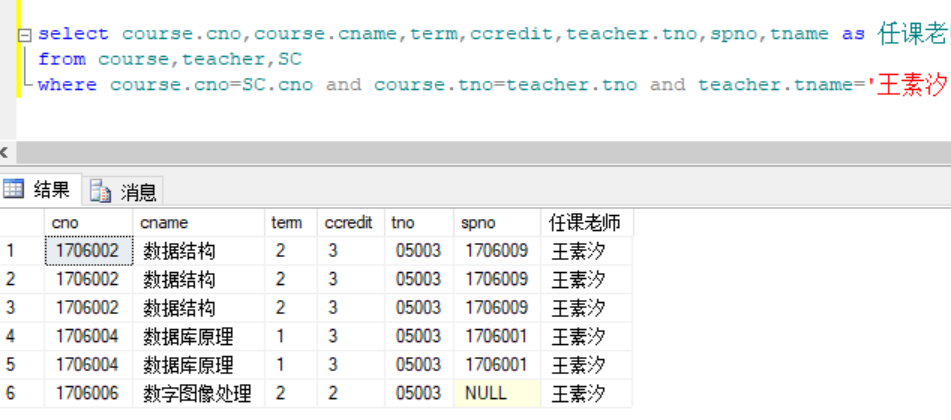 select course.cno,course.cname,term,ccredit,teacher.tno,spno,tname as 任课老
from course,teacher,SC
where course.cno=SC.cno and course.tno=teacher.tno and teacher.tname='王素汐
结果 消息
cno cname term ccredit tno spno 任课老师
1 1706002 数据结构 2 3 05003 1706009 王素汐
2 1706002 数据结构 2 3 05003 1706009 王素汐
3 1706002 数据结构 2 3 05003 1706009 王素汐
4 1706004 数据库原理 1 3 05003 1706001 王素汐
5 1706004 数据库原理 1 3 05003 1706001 王素汐
6 1706006 数字图像处理 2 2 05003 NULL 王素汐